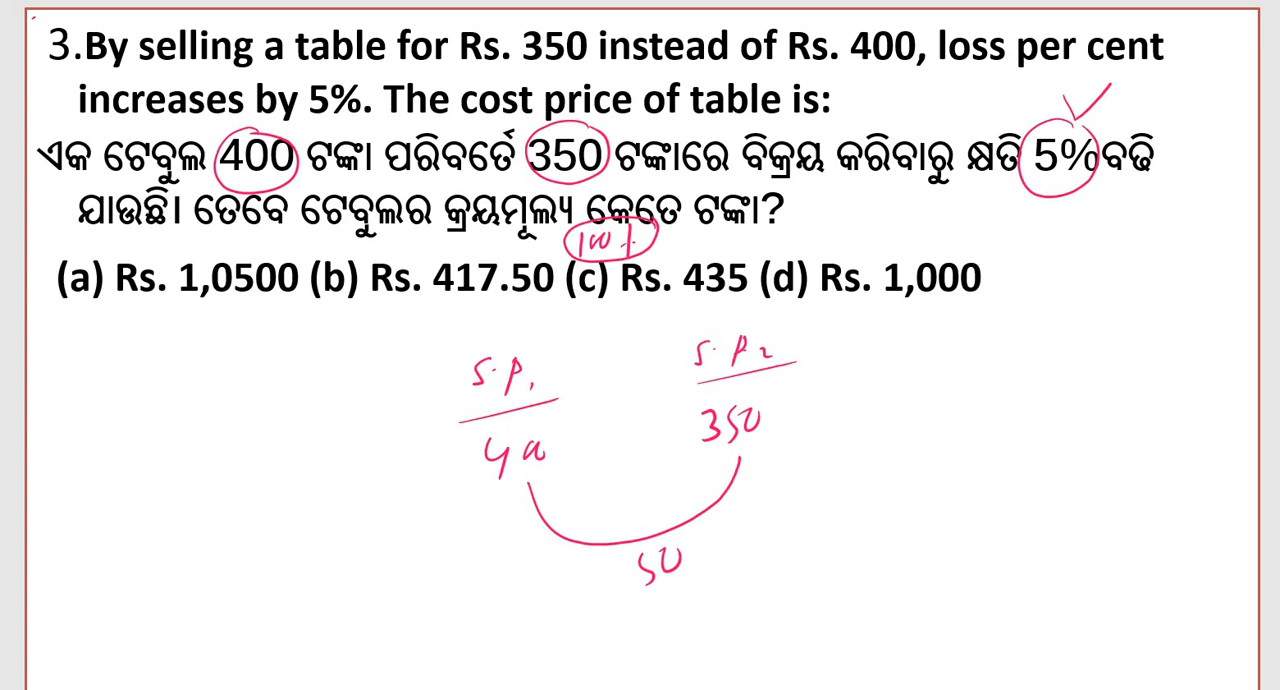 3.By selling a table for Rs. 350 instead of Rs. 400, loss per cent
increases by 5%. The cost price of table is:
ଏକ ଟେବୁଲ 400 ଟଙ୍କା ପରିବର୍ତେ 350 ଟଙ୍କାରେ ବିକ୍ରୟ କରିବାରୁ କ୍ଷତି 5% ବଢି
ଯାଉଛି। ତେବେ ଟେବୁଲର କ୍ରୟମୂଲ୍ୟ କେତେ ଟଙ୍କା?
100%
(a) Rs. 1,0500 (b) Rs. 417.50 (c) Rs. 435 (d) Rs. 1,000
S.P1 S.P2
400 350
50